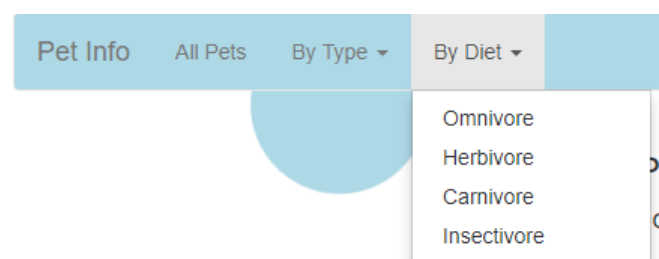 Pet Info All Pets By Type By Diet
Omnivore
Herbivore
Carnivore
Insectivore